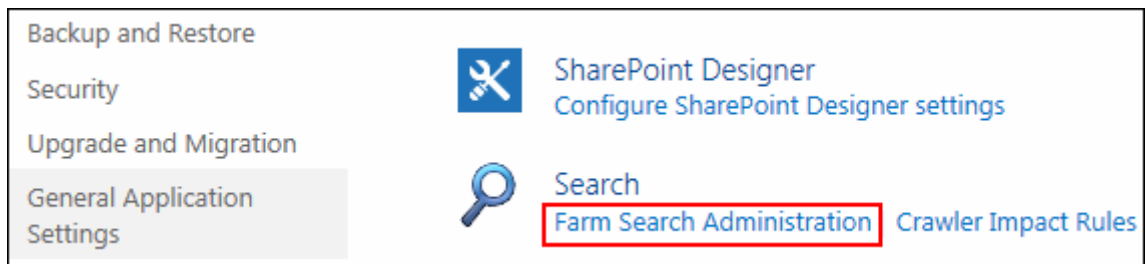 Backup and Restore
Security
Upgrade and Migration
General Application
Settings
SharePoint Designer
Configure SharePoint Designer settings
Search
Farm Search Administration Crawler Impact Rules